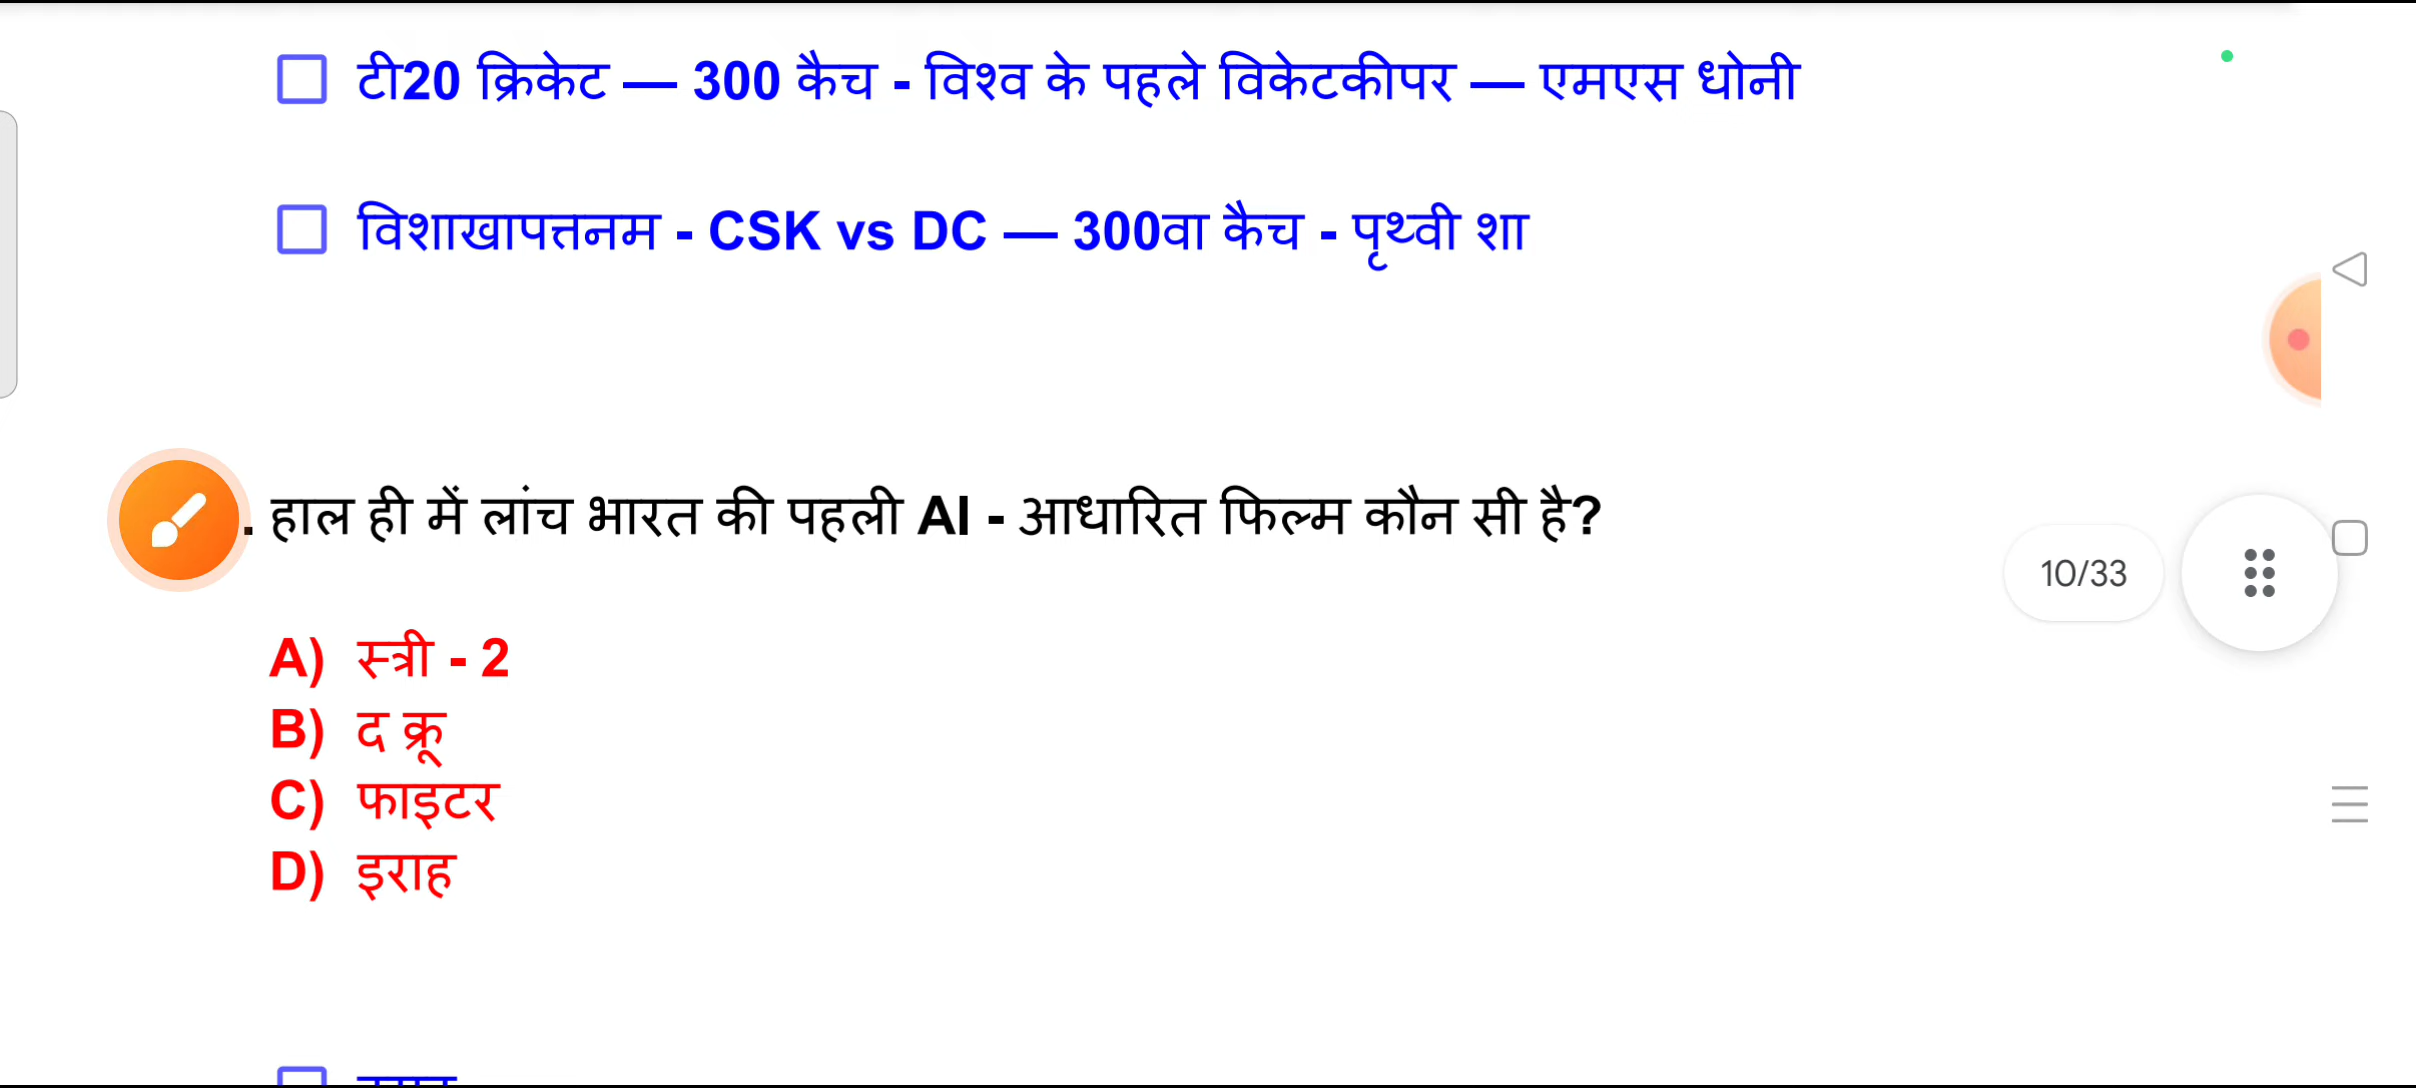 टी20 क्रिकेट — 300 कैच - विश्व के पहले विकेटकीपर — एमएस धोनी
विशाखापत्तनम - CSK vs DC — 300वा कैच - पृथ्वी शा
. हाल ही में लांच भारत की पहली AI - आधारित फिल्म कौन सी है?
10/33
A) स्त्री - 2
B) द क्रू
C) फाइटर
D) इराह